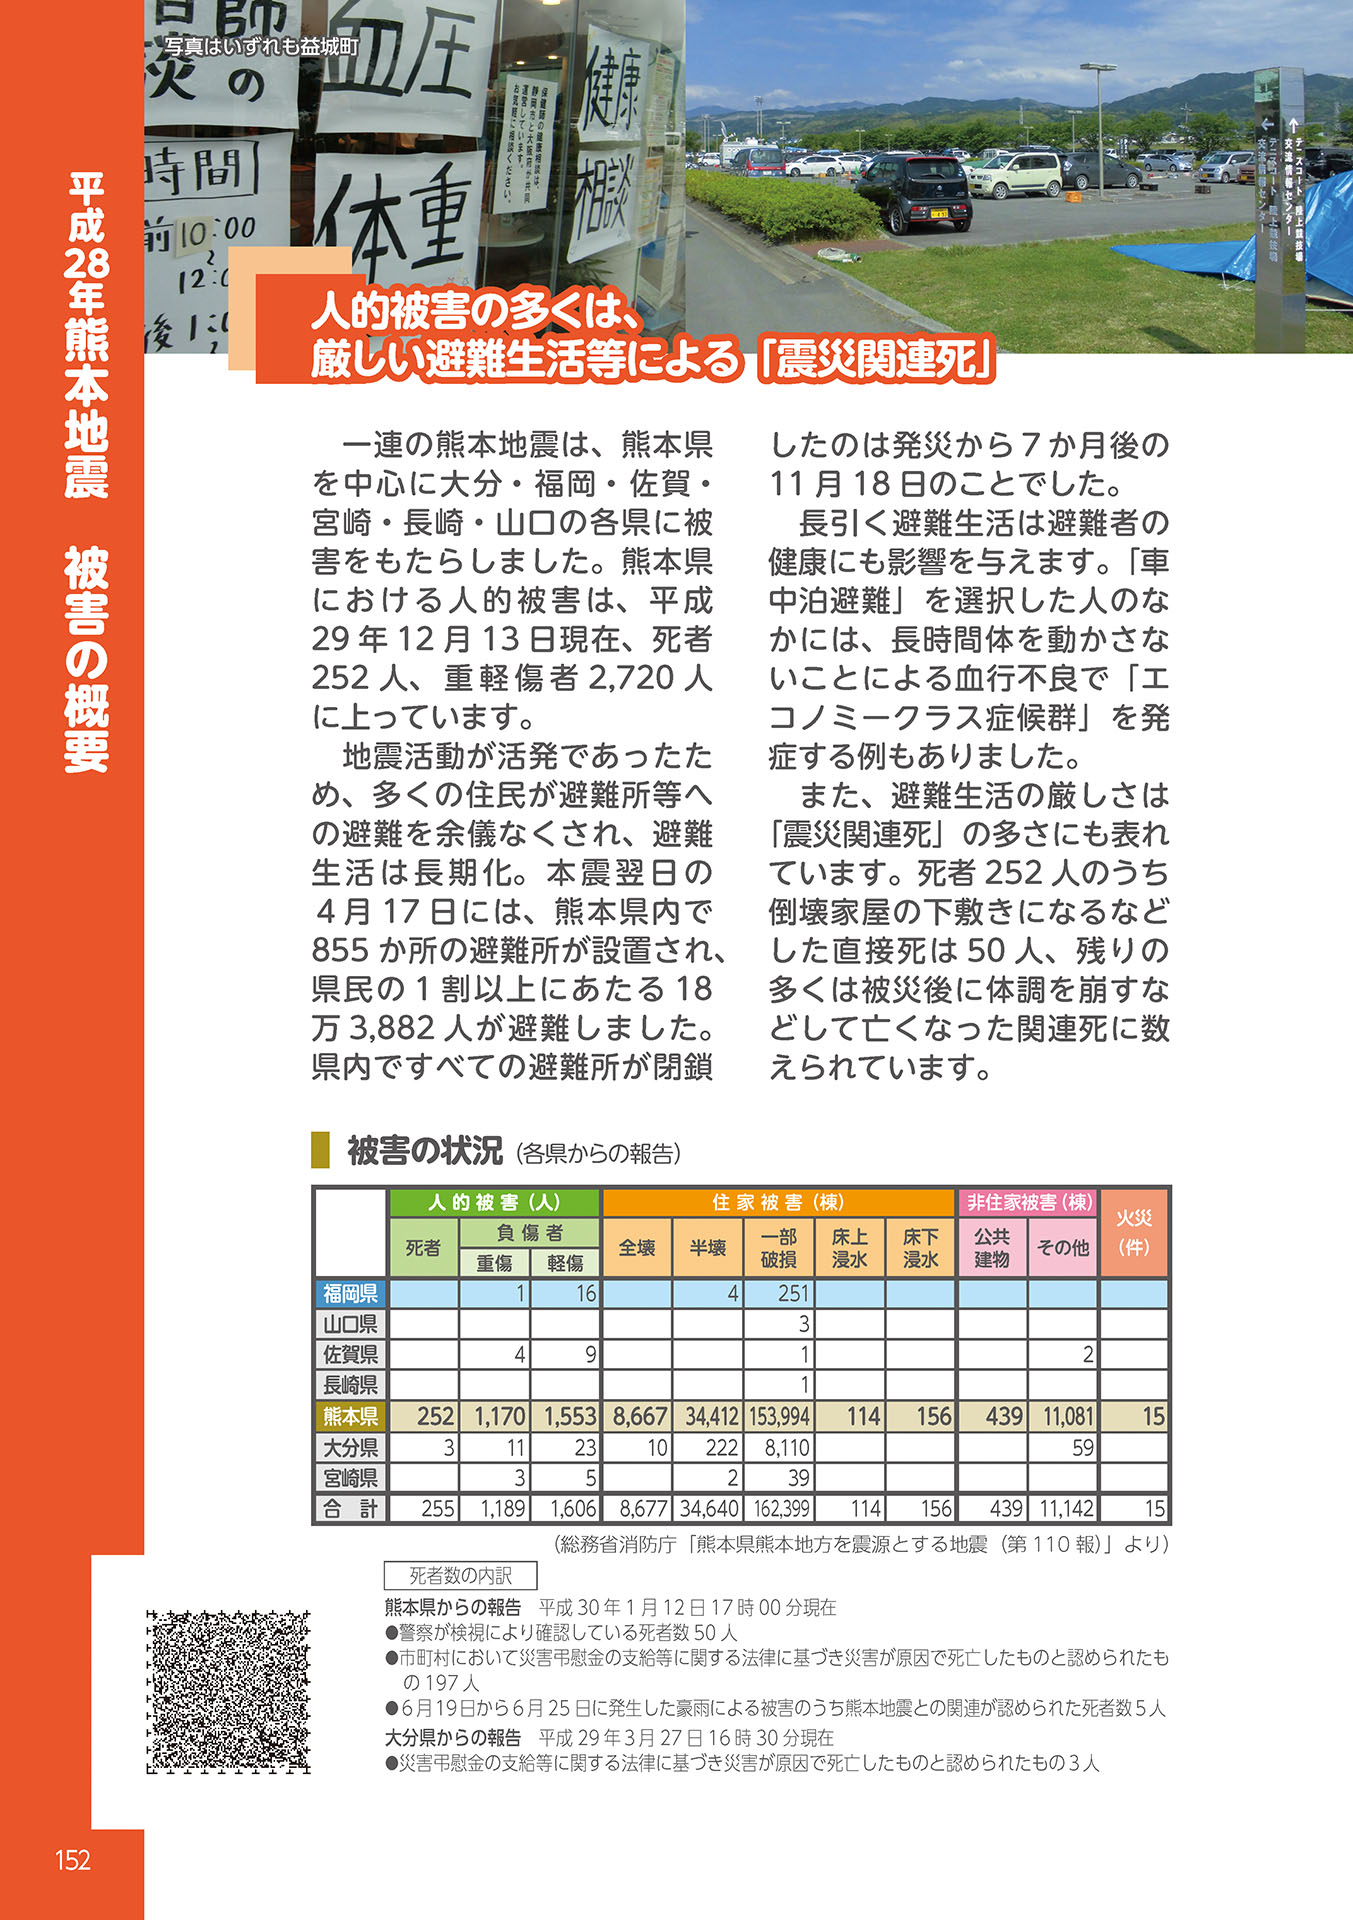 写真はいずれも益城町
師
談の
時間
前10:00
後1:0
血圧
体重
保健師の健康相談は、
静岡市と大阪府が共同
運営しています。
お気軽に相談ください。
健康
相談
テニスコート 陸上競技場
交流情報センター
平成28年熊本地震 被害の概要
人的被害の多くは、
厳しい避難生活等による「震災関連死」
一連の熊本地震は、熊本県
を中心に大分・福岡・佐賀・
宮崎・長崎・山口の各県に被
害をもたらしました。熊本県
における人的被害は、平成
29年12月13日現在、死者
252人、重軽傷者2,720人
に上っています。
地震活動が活発であったた
め、多くの住民が避難所等へ
の避難を余儀なくされ、避難
生活は長期化。本震翌日の
4月17日には、熊本県内で
855か所の避難所が設置され、
県民の1割以上にあたる18
万3,882人が避難しました。
県内ですべての避難所が閉鎖
したのは発災から7か月後の
11月18日のことでした。
長引く避難生活は避難者の
健康にも影響を与えます。「車
中泊避難」を選択した人のな
かには、長時間体を動かさな
いことによる血行不良で「エ
コノミークラス症候群」を発
症する例もありました。
また、避難生活の厳しさは
「震災関連死」の多さにも表れ
ています。死者252人のうち
倒壊家屋の下敷きになるなど
した直接死は50人、残りの
多くは被災後に体調を崩すな
どして亡くなった関連死に数
えられています。
被害の状況（各県からの報告）
人的被害（人） 住家被害（棟） 非住家被害（棟） 火災（件）
死者 負傷者 全壊 半壊 一部破損 床上浸水 床下浸水 公共建物 その他
重傷 軽傷
福岡県 1 16 4 251
山口県 3
佐賀県 4 9 1 2
長崎県 1
熊本県 252 1,170 1,553 8,667 34,412 153,994 114 156 439 11,081 15
大分県 3 11 23 10 222 8,110 59
宮崎県 3 5 2 39
合計 255 1,189 1,606 8,677 34,640 162,399 114 156 439 11,142 15
（総務省消防庁「熊本県熊本地方を震源とする地震（第110報）」より）
死者数の内訳
熊本県からの報告 平成30年1月12日17時00分現在
●警察が検視により確認している死者数50人
●市町村において災害弔慰金の支給等に関する法律に基づき災害が原因で死亡したものと認められたも
の197人
●6月19日から6月25日に発生した豪雨による被害のうち熊本地震との関連が認められた死者数5人
大分県からの報告 平成29年3月27日16時30分現在
●災害弔慰金の支給等に関する法律に基づき災害が原因で死亡したものと認められたもの3人
152